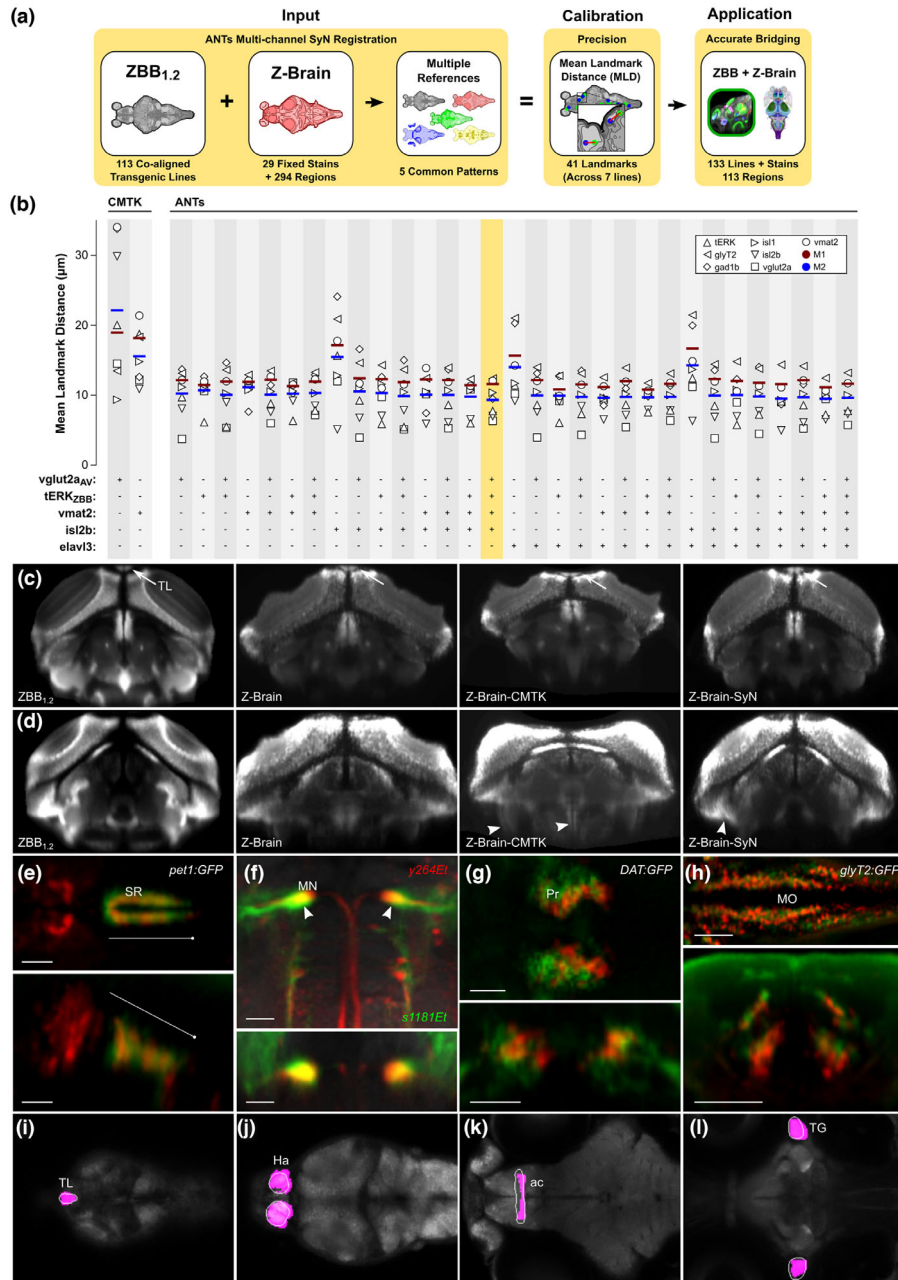 (a)
Input
Calibration
Application
ANTs Multi-channel SyN Registration
Precision
Accurate Bridging
ZBB1.2
+
Z-Brain
Multiple
References
=
Mean Landmark
Distance (MLD)
ZBB + Z-Brain
113 Co-aligned
Transgenic Lines
29 Fixed Stains
+ 294 Regions
5 Common Patterns
41 Landmarks
(Across 7 lines)
133 Lines + Stains
113 Regions
(b)
CMTK
ANTs
Mean Landmark Distance (µm)
30
20
10
0
tERK
isl1
vmat2
glyT2
isl2b
M1
gad1b
vglut2a
M2
vglut2aAV: + - + - + - + - + - + - + - + - + - + - + - + - + - + - + - + - +
tERKZBB: - - - + + - - + + - - + + - - + + - - + + - - + + - - + + - - + +
vmat2: - + - - - + + + + - - - - + + + + - - - - + + + + - - - - + + + +
isl2b: - - - - - - - - - + + + + + + + + - - - - - - - - + + + + + + + +
elavl3: - - - - - - - - - - - - - - - - - + + + + + + + + + + + + + + + +
(c)
TL
ZBB1.2
Z-Brain
Z-Brain-CMTK
Z-Brain-SyN
(d)
ZBB1.2
Z-Brain
Z-Brain-CMTK
Z-Brain-SyN
(e)
pet1:GFP
SR
(f)
y264Et
MN
s1181Et
(g)
DAT:GFP
Pr
(h)
glyT2:GFP
MO
(i)
TL
(j)
Ha
(k)
ac
(l)
TG